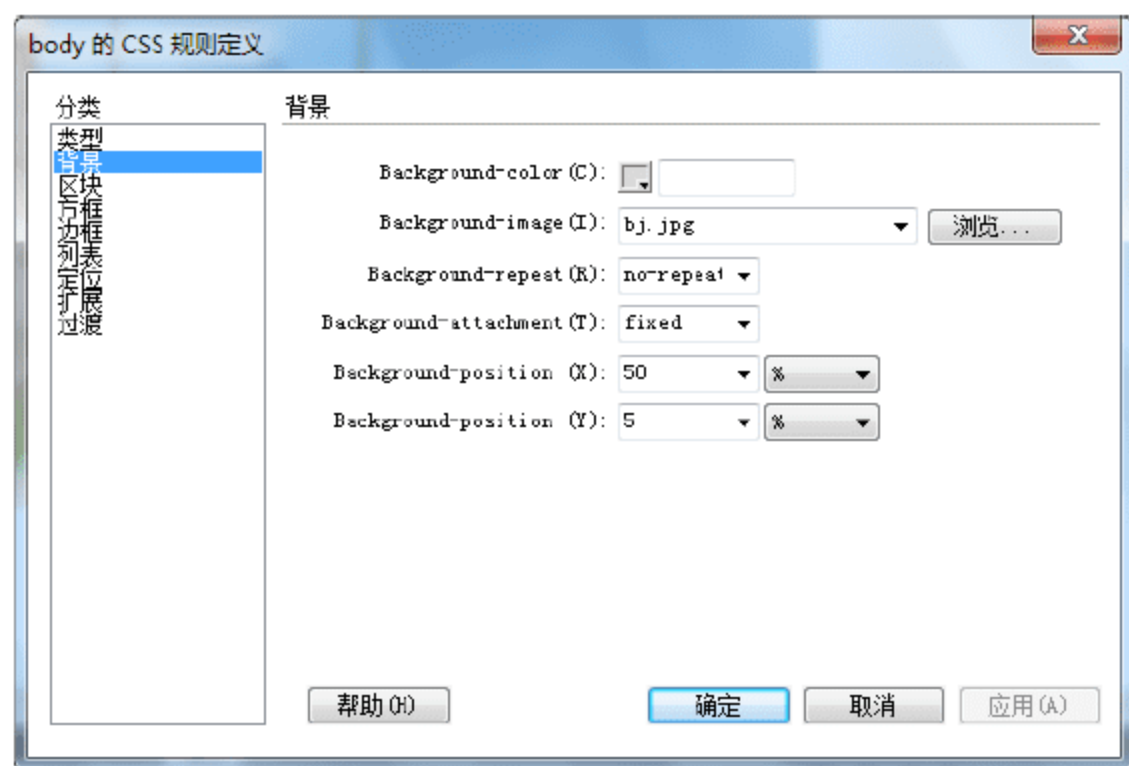 body 的 CSS 规则定义
分类
类型
背景
区块
方框
边框
列表
定位
扩展
过渡
背景
Background-color(C):
Background-image(I): bj.jpg 浏览...
Background-repeat(R): no-repeat
Background-attachment(T): fixed
Background-position (X): 50 %
Background-position (Y): 5 %
帮助(H) 确定 取消 应用(A)